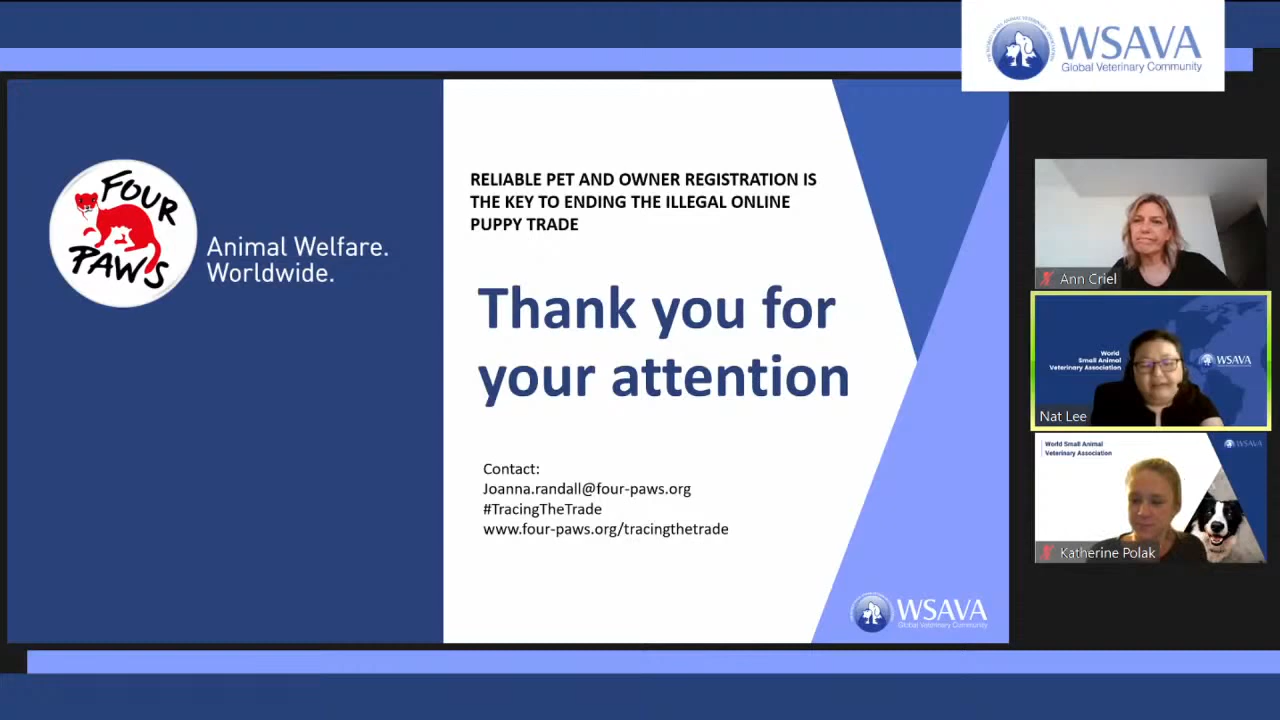 WSAVA
Global Veterinary Community
FOUR
PAWS
Animal Welfare.
Worldwide.
RELIABLE PET AND OWNER REGISTRATION IS
THE KEY TO ENDING THE ILLEGAL ONLINE
PUPPY TRADE
Thank you for
your attention
Contact:
Joanna.randall@four-paws.org
#TracingTheTrade
www.four-paws.org/tracingthetrade
WSAVA
Global Veterinary Community
Ann Criel
World
Small Animal
Veterinary Association
WSAVA
Nat Lee
World Small Animal
Veterinary Association
WSAVA
Katherine Polak